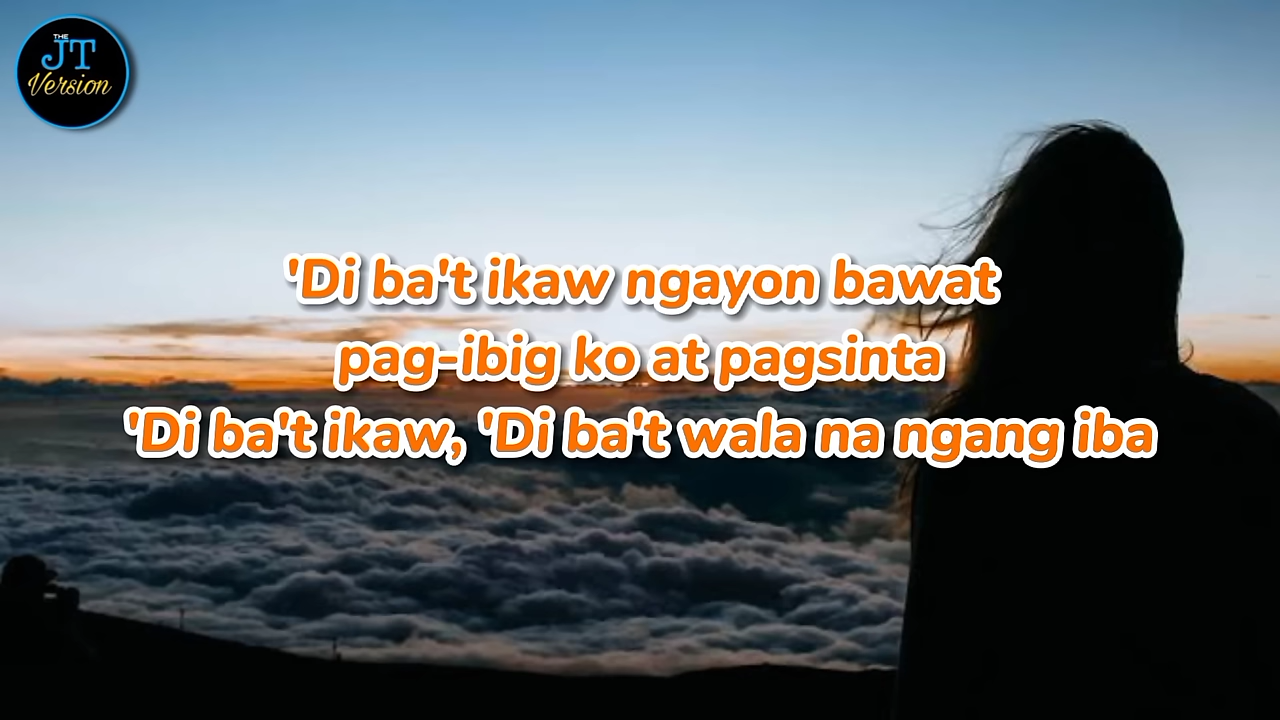 THE
JT
Version
'Di ba't ikaw ngayon bawat
pag-ibig ko at pagsinta
'Di ba't ikaw, 'Di ba't wala na ngang iba